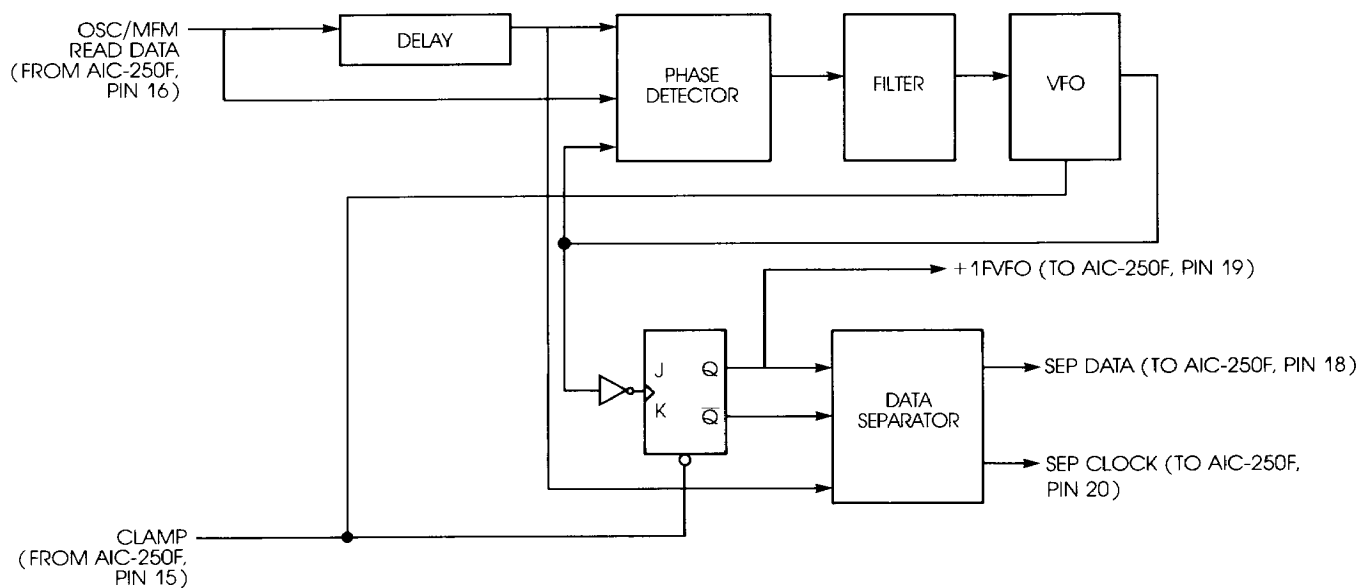 OSC/MFM
READ DATA
(FROM AIC-250F,
PIN 16)
DELAY
PHASE
DETECTOR
FILTER
VFO
+1FVFO (TO AIC-250F, PIN 19)
J
Q
K
Q̅
DATA
SEPARATOR
SEP DATA (TO AIC-250F, PIN 18)
SEP CLOCK (TO AIC-250F,
PIN 20)
CLAMP
(FROM AIC-250F,
PIN 15)